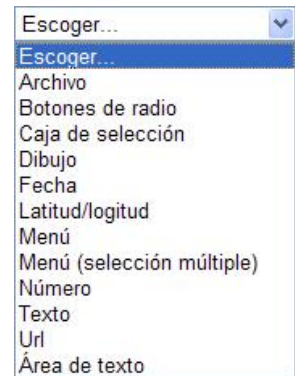 Escoger...
Escoger...
Archivo
Botones de radio
Caja de selección
Dibujo
Fecha
Latitud/logitud
Menú
Menú (selección múltiple)
Número
Texto
Url
Área de texto